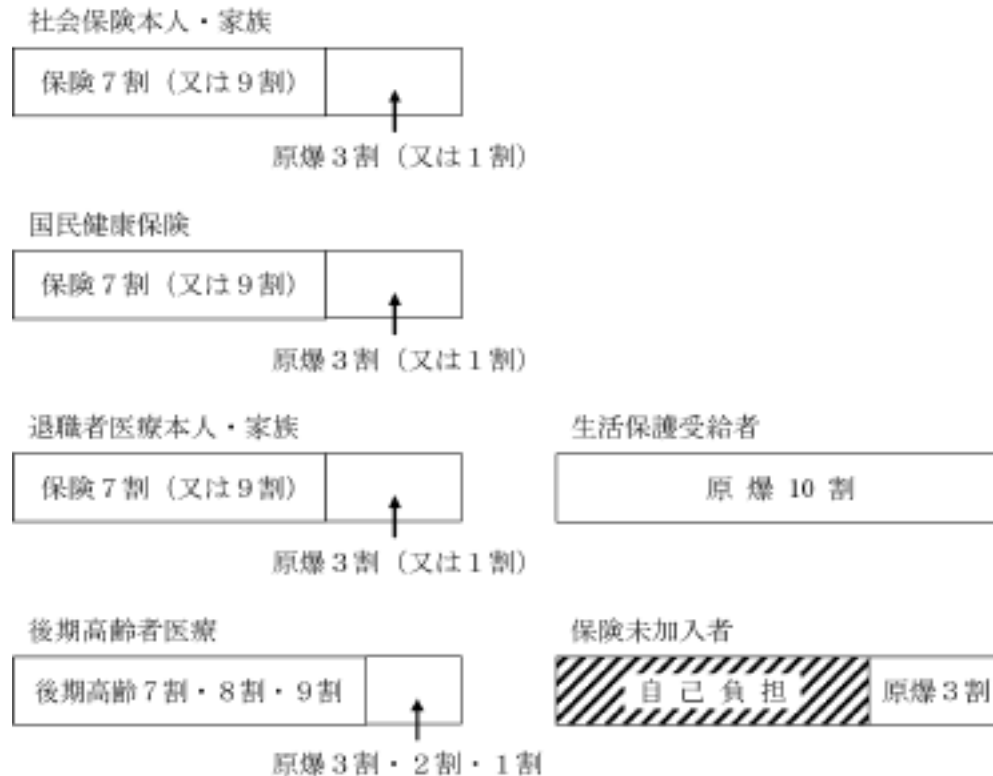 社会保険本人・家族
保険７割（又は９割）
原爆３割（又は１割）
国民健康保険
保険７割（又は９割）
原爆３割（又は１割）
退職者医療本人・家族
保険７割（又は９割）
原爆３割（又は１割）
生活保護受給者
原 爆 10 割
後期高齢者医療
後期高齢７割・８割・９割
原爆３割・２割・１割
保険未加入者
自 己 負 担
原爆３割